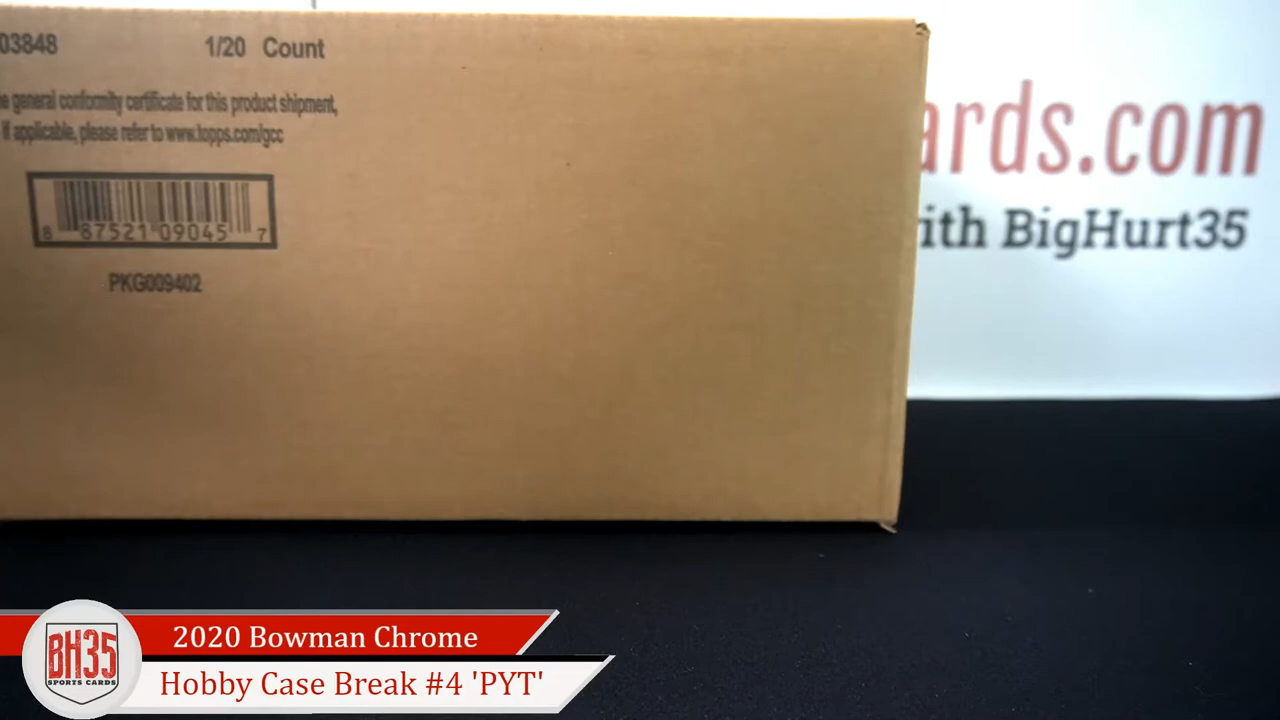 03848 1/20 Count
e general conformity certificate for this product shipment,
if applicable, please refer to www.topps.com/gcc
8 87521 09045 7
PKG009402
ards.com
ith BigHurt35
2020 Bowman Chrome
BH35
SPORTS CARDS
Hobby Case Break #4 'PYT'